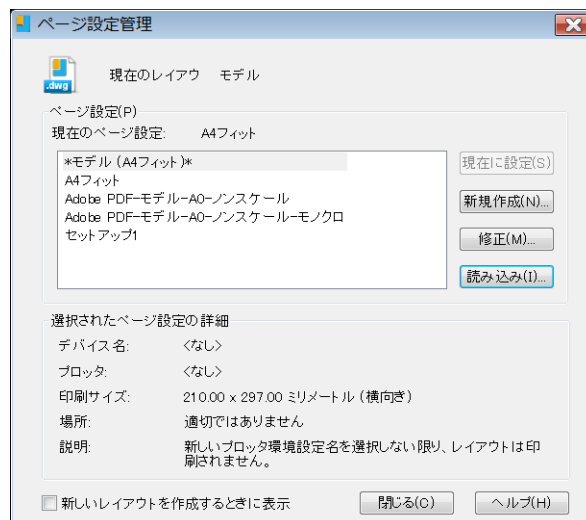 ページ設定管理
.dwg
現在のレイアウ モデル
ページ設定(P)
現在のページ設定: A4フィット
*モデル (A4フィット)*
A4フィット
Adobe PDF-モデル-A0-ノンスケール
Adobe PDF-モデル-A0-ノンスケール-モノクロ
セットアップ1
現在に設定(S)
新規作成(N)...
修正(M)...
読み込み(I)...
選択されたページ設定の詳細
デバイス名: <なし>
プロッタ: <なし>
印刷サイズ: 210.00 x 297.00 ミリメートル (横向き)
場所: 適切ではありません
説明: 新しいプロッタ環境設定名を選択しない限り、レイアウトは印
刷されません。
新しいレイアウトを作成するときに表示
閉じる(C)
ヘルプ(H)